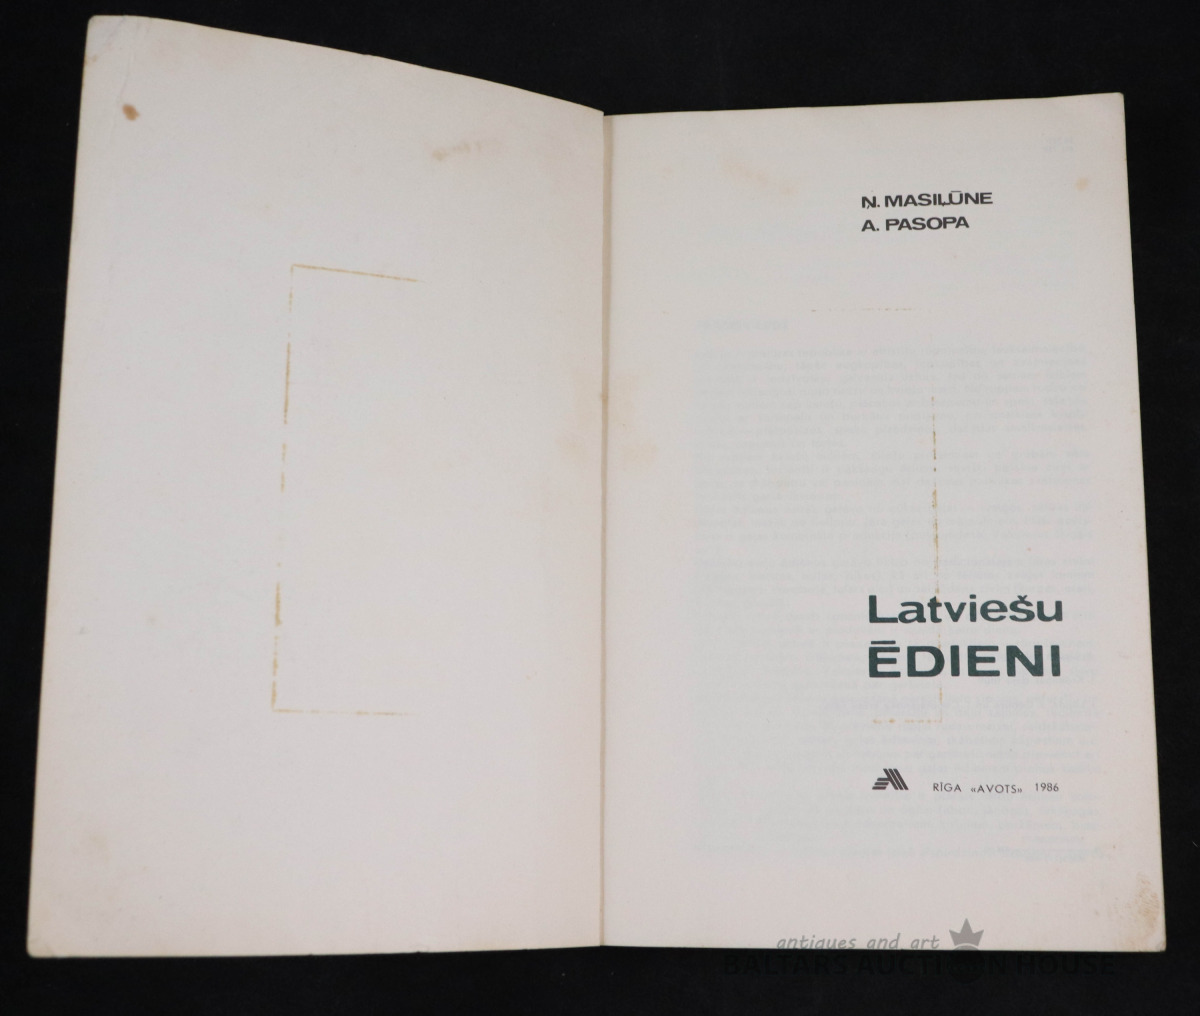 N. MASIĻŪNE
A. PASOPA
Latviešu
ĒDIENI
RĪGA «AVOTS» 1986
antiques and art
BALTARS AUCTION HOUSE